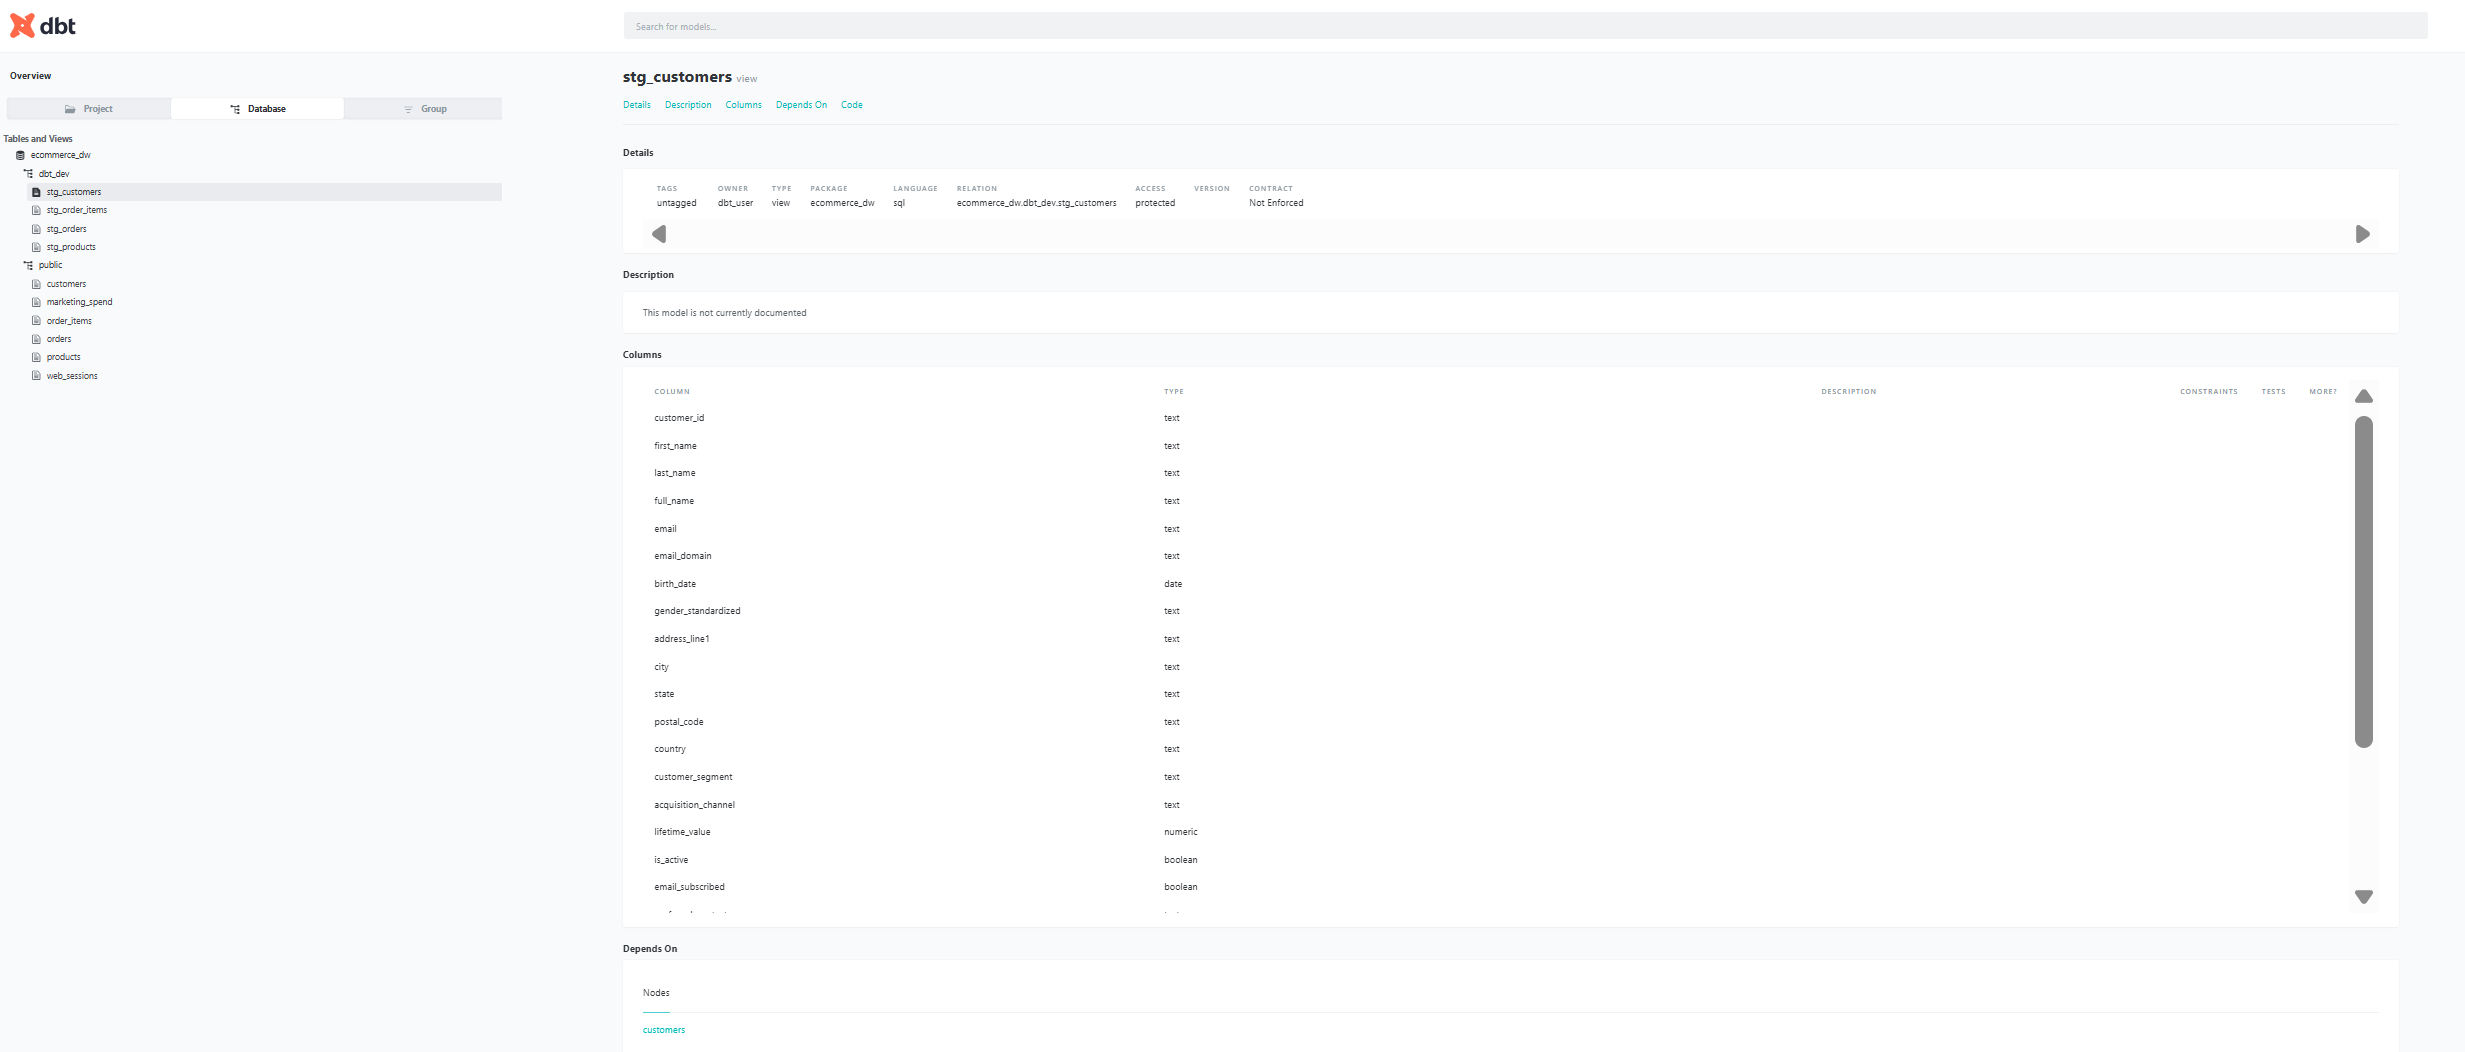 dbt
Search for models...
Overview
Project Database Group
Tables and Views
ecommerce_dw
dbt_dev
stg_customers
stg_order_items
stg_orders
stg_products
public
customers
marketing_spend
order_items
orders
products
web_sessions
stg_customers view
Details Description Columns Depends On Code
Details
TAGS OWNER TYPE PACKAGE LANGUAGE RELATION ACCESS VERSION CONTRACT
untagged dbt_user view ecommerce_dw sql ecommerce_dw.dbt_dev.stg_customers protected Not Enforced
Description
This model is not currently documented
Columns
COLUMN TYPE DESCRIPTION CONSTRAINTS TESTS MORE?
customer_id text
first_name text
last_name text
full_name text
email text
email_domain text
birth_date date
gender_standardized text
address_line1 text
city text
state text
postal_code text
country text
customer_segment text
acquisition_channel text
lifetime_value numeric
is_active boolean
email_subscribed boolean
Depends On
Nodes
customers